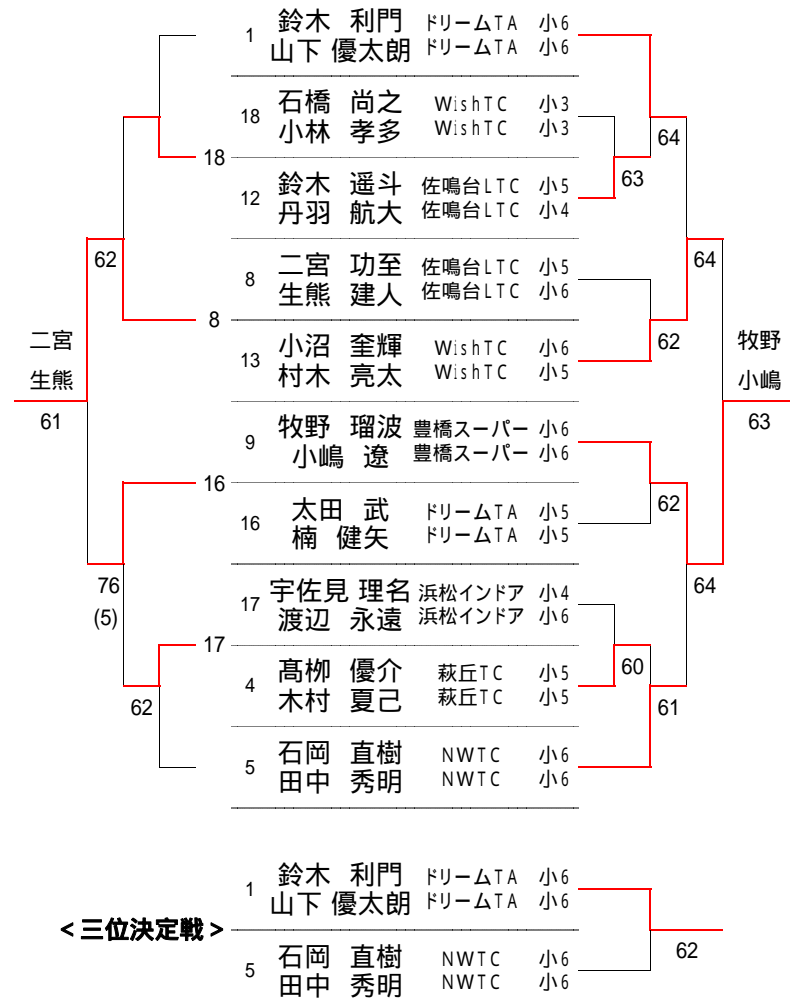 1 鈴木 利門 ドリームTA 小6
山下 優太朗 ドリームTA 小6
18 石橋 尚之 WishTC 小3
小林 孝多 WishTC 小3
64
18
63
12 鈴木 遥斗 佐鳴台LTC 小5
丹羽 航大 佐鳴台LTC 小4
62
64
8 二宮 功至 佐鳴台LTC 小5
生熊 建人 佐鳴台LTC 小6
8
二宮
生熊
61
13 小沼 奎輝 WishTC 小6
村木 亮太 WishTC 小5
62
牧野
小嶋
63
9 牧野 瑠波 豊橋スーパー 小6
小嶋 遼 豊橋スーパー 小6
16
62
16 太田 武 ドリームTA 小5
楠 健矢 ドリームTA 小5
76
(5)
64
17 宇佐見 理名 浜松インドア 小4
渡辺 永遠 浜松インドア 小6
17
60
4 髙栁 優介 萩丘TC 小5
木村 夏己 萩丘TC 小5
62
61
5 石岡 直樹 NWTC 小6
田中 秀明 NWTC 小6
1 鈴木 利門 ドリームTA 小6
山下 優太朗 ドリームTA 小6
<三位決定戦>
62
5 石岡 直樹 NWTC 小6
田中 秀明 NWTC 小6